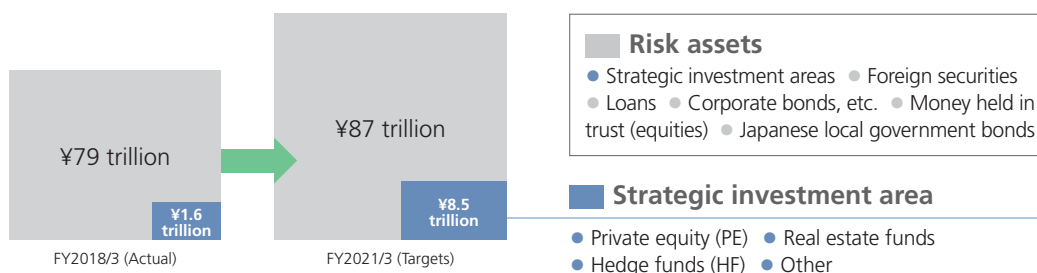 ¥79 trillion
¥1.6
trillion
FY2018/3 (Actual)
¥87 trillion
¥8.5
trillion
FY2021/3 (Targets)
Risk assets
● Strategic investment areas ● Foreign securities
● Loans ● Corporate bonds, etc. ● Money held in
trust (equities) ● Japanese local government bonds
Strategic investment area
● Private equity (PE) ● Real estate funds
● Hedge funds (HF) ● Other